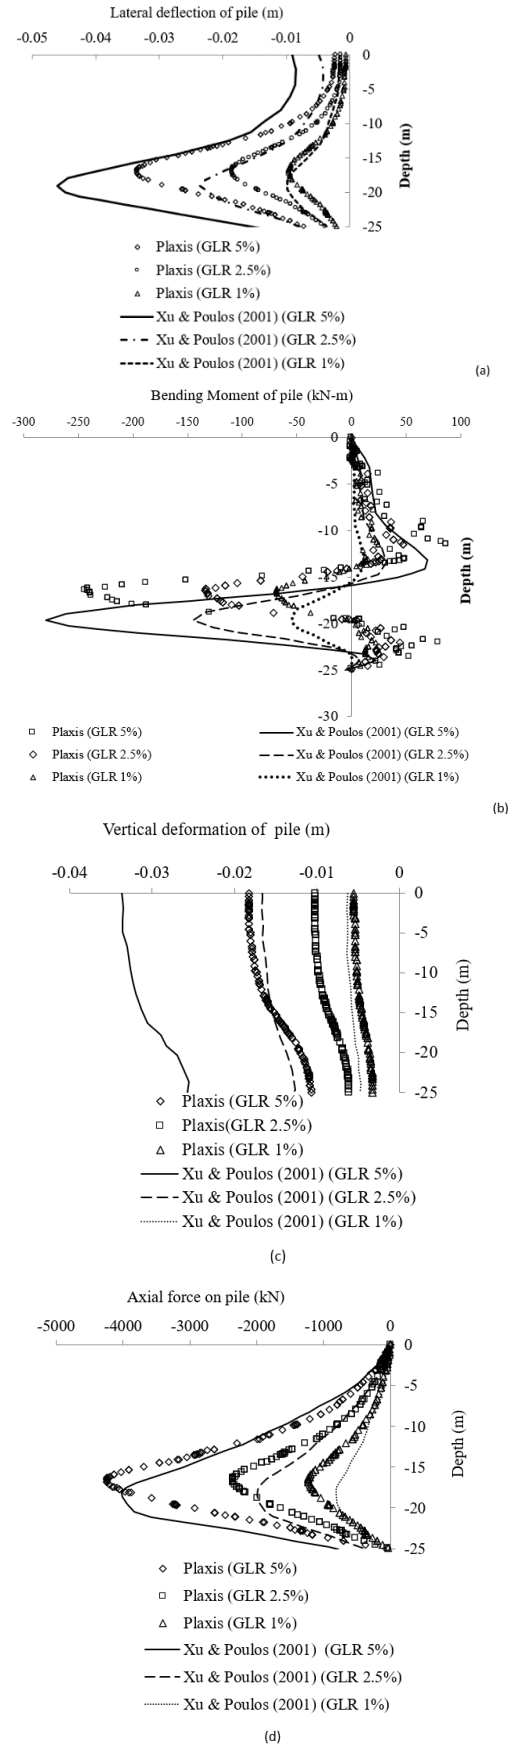 Lateral deflection of pile (m)
-0.05 -0.04 -0.03 -0.02 -0.01 0
0
-5
-10
-15
-20
-25
Depth (m)
Plaxis (GLR 5%)
Plaxis (GLR 2.5%)
Plaxis (GLR 1%)
Xu & Poulos (2001) (GLR 5%)
Xu & Poulos (2001) (GLR 2.5%)
Xu & Poulos (2001) (GLR 1%)
(a)
Bending Moment of pile (kN-m)
-300 -200 -150 -100 -50 0 50 100
0
-5
-10
-15
-20
-25
-30
Depth (m)
Plaxis (GLR 5%) Xu & Poulos (2001) (GLR 5%)
Plaxis (GLR 2.5%) Xu & Poulos (2001) (GLR 2.5%)
Plaxis (GLR 1%) Xu & Poulos (2001) (GLR 1%)
(b)
Vertical deformation of pile (m)
-0.04 -0.03 -0.02 -0.01 0
0
-5
-10
-15
-20
-25
Depth (m)
Plaxis (GLR 5%)
Plaxis(GLR 2.5%)
Plaxis (GLR 1%)
Xu & Poulos (2001) (GLR 5%)
Xu & Poulos (2001) (GLR 2.5%)
Xu & Poulos (2001) (GLR 1%)
(c)
Axial force on pile (kN)
-5000 -4000 -3000 -2000 -1000 0
0
-5
-10
-15
-20
-25
Depth (m)
Plaxis (GLR 5%)
Plaxis (GLR 2.5%)
Plaxis (GLR 1%)
Xu & Poulos (2001) (GLR 5%)
Xu & Poulos (2001) (GLR 2.5%)
Xu & Poulos (2001) (GLR 1%)
(d)